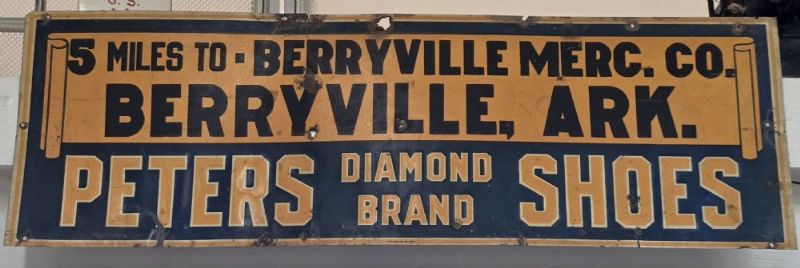 5 MILES TO - BERRYVILLE MERC. CO.
BERRYVILLE, ARK.
PETERS DIAMOND BRAND SHOES